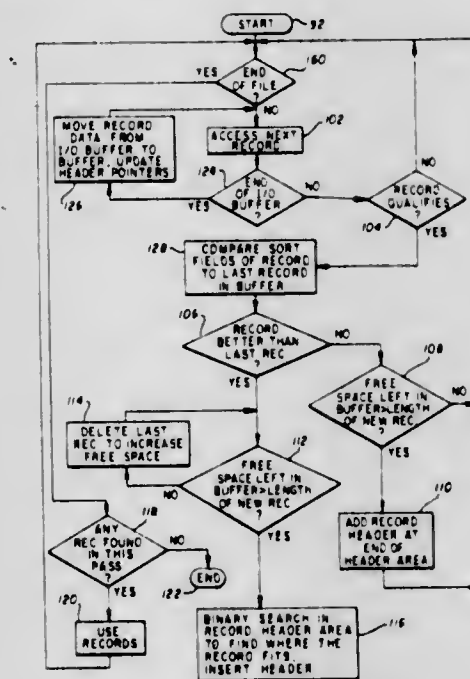 START
92
END
OF FILE
?
160
YES
NO
MOVE RECORD
DATA FROM
I/O BUFFER TO
BUFFER, UPDATE
HEADER POINTERS
126
ACCESS NEXT
RECORD
102
END
OF I/O
BUFFER
?
YES
NO
RECORD
QUALIFIES
?
104
NO
YES
128
COMPARE SORT
FIELDS OF RECORD
TO LAST RECORD
IN BUFFER
106
RECORD
BETTER THAN
LAST REC
?
NO
YES
108
FREE
SPACE LEFT IN
BUFFER>LENGTH
OF NEW REC
?
NO
YES
114
DELETE LAST
REC TO INCREASE
FREE SPACE
112
FREE
SPACE LEFT IN
BUFFER>LENGTH
OF NEW REC
?
NO
YES
110
ADD RECORD
HEADER AT
END OF
HEADER AREA
118
ANY
REC FOUND
IN THIS
PASS
?
NO
YES
END
122
120
USE
RECORDS
BINARY SEARCH IN
RECORD HEADER AREA
TO FIND WHERE THE
RECORD FITS,
INSERT HEADER
116